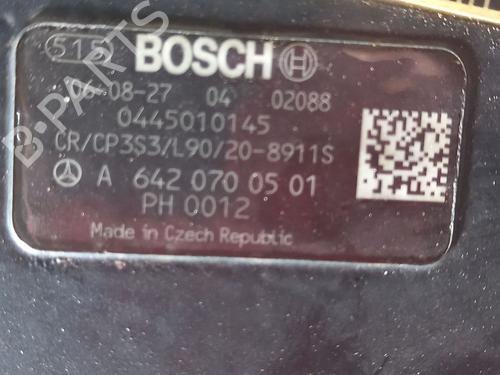 515 BOSCH
06-08-27 04 02088
0445010145
CR/CP3S3/L90/20-8911S
A 642 070 05 01
PH 0012
Made in Czech Republic
B-PARTS